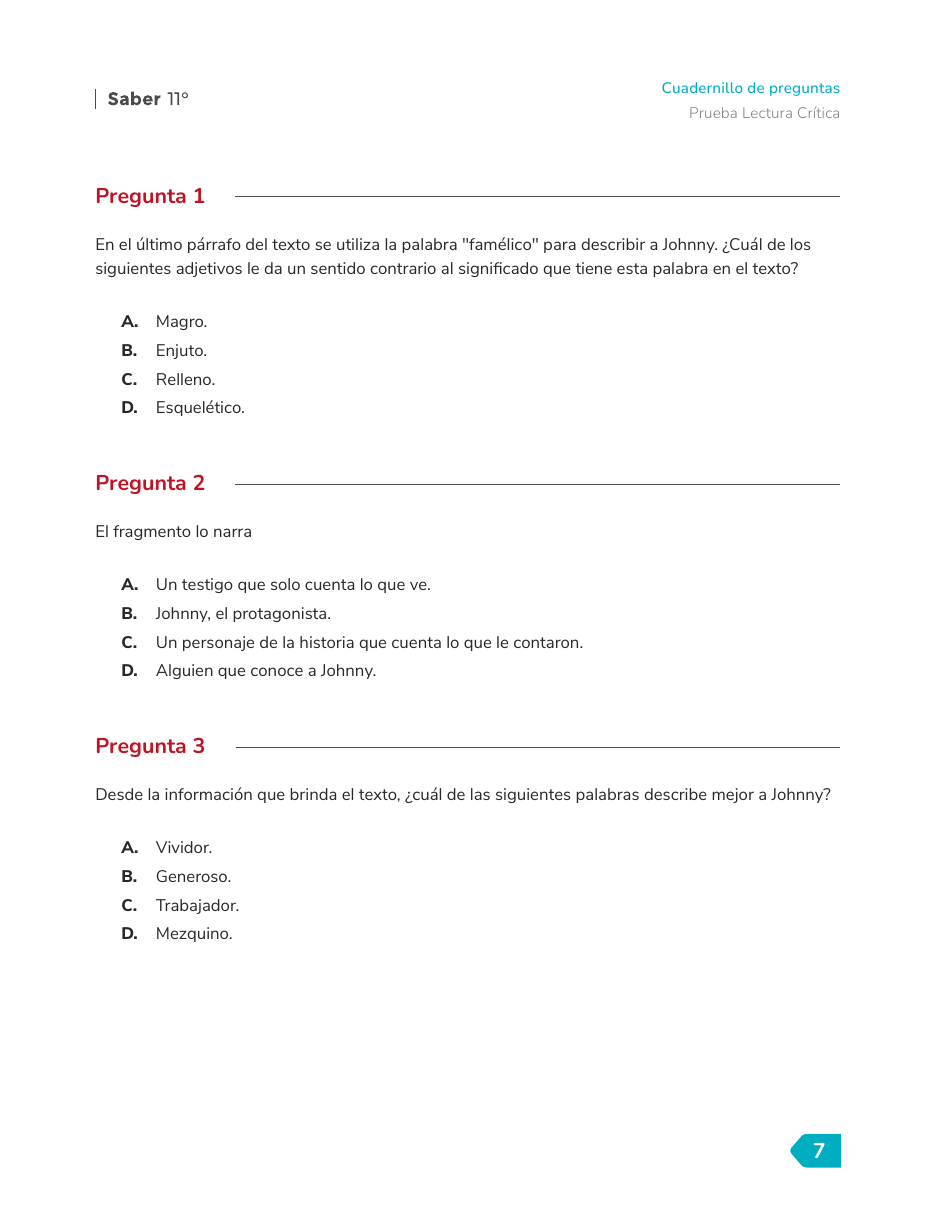 Saber 11°
Cuadernillo de preguntas
Prueba Lectura Crítica
Pregunta 1
En el último párrafo del texto se utiliza la palabra "famélico" para describir a Johnny. ¿Cuál de los
siguientes adjetivos le da un sentido contrario al significado que tiene esta palabra en el texto?
A. Magro.
B. Enjuto.
C. Relleno.
D. Esquelético.
Pregunta 2
El fragmento lo narra
A. Un testigo que solo cuenta lo que ve.
B. Johnny, el protagonista.
C. Un personaje de la historia que cuenta lo que le contaron.
D. Alguien que conoce a Johnny.
Pregunta 3
Desde la información que brinda el texto, ¿cuál de las siguientes palabras describe mejor a Johnny?
A. Vividor.
B. Generoso.
C. Trabajador.
D. Mezquino.
7